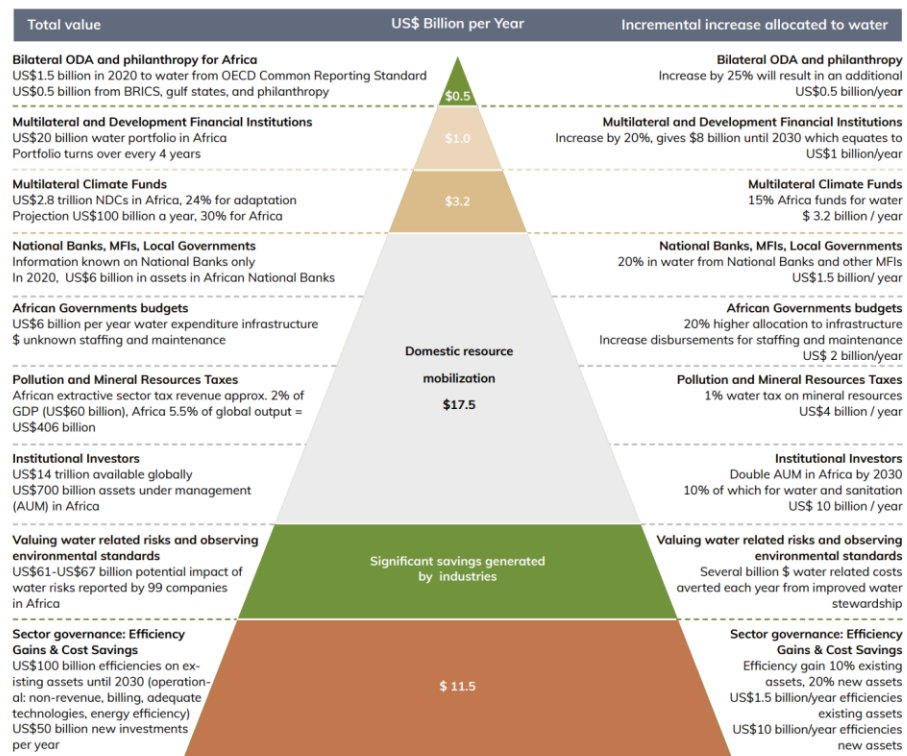 Total value
US$ Billion per Year
Incremental increase allocated to water
Bilateral ODA and philanthropy for Africa
US$1.5 billion in 2020 to water from OECD Common Reporting Standard
US$0.5 billion from BRICS, gulf states, and philanthropy
$0.5
Bilateral ODA and philanthropy
Increase by 25% will result in an additional
US$0.5 billion/year
Multilateral and Development Financial Institutions
US$20 billion water portfolio in Africa
Portfolio turns over every 4 years
$1.0
Multilateral and Development Financial Institutions
Increase by 20%, gives $8 billion until 2030 which equates to
US$1 billion/year
Multilateral Climate Funds
US$2.8 trillion NDCs in Africa, 24% for adaptation
Projection US$100 billion a year, 30% for Africa
$3.2
Multilateral Climate Funds
15% Africa funds for water
$ 3.2 billion / year
National Banks, MFIs, Local Governments
Information known on National Banks only
In 2020, US$6 billion in assets in African National Banks
National Banks, MFIs, Local Governments
20% in water from National Banks and other MFIs
US$1.5 billion/ year
African Governments budgets
US$6 billion per year water expenditure infrastructure
$ unknown staffing and maintenance
African Governments budgets
20% higher allocation to infrastructure
Increase disbursements for staffing and maintenance
US$ 2 billion/year
Domestic resource
mobilization
$17.5
Pollution and Mineral Resources Taxes
African extractive sector tax revenue approx. 2% of
GDP (US$60 billion), Africa 5.5% of global output =
US$406 billion
Pollution and Mineral Resources Taxes
1% water tax on mineral resources
US$4 billion / year
Institutional Investors
US$14 trillion available globally
US$700 billion assets under management
(AUM) in Africa
Institutional Investors
Double AUM in Africa by 2030
10% of which for water and sanitation
US$ 10 billion / year
Valuing water related risks and observing
environmental standards
US$61-US$67 billion potential impact of
water risks reported by 99 companies
in Africa
Significant savings generated
by industries
Valuing water related risks and observing
environmental standards
Several billion $ water related costs
averted each year from improved water
stewardship
Sector governance: Efficiency
Gains & Cost Savings
US$100 billion efficiencies on ex-
isting assets until 2030 (operation-
al: non-revenue, billing, adequate
technologies, energy efficiency)
US$50 billion new investments
per year
$ 11.5
Sector governance: Efficiency
Gains & Cost Savings
Efficiency gain 10% existing
assets, 20% new assets
US$1.5 billion/year efficiencies
existing assets
US$10 billion/year efficiencies
new assets